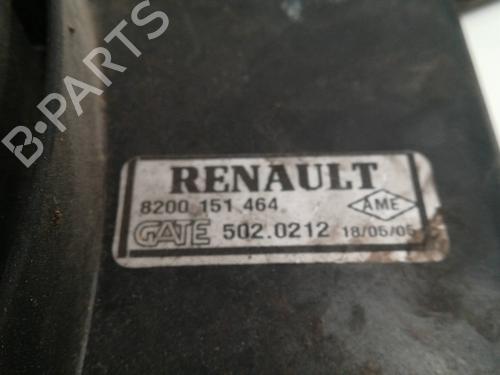 B-PARTS
RENAULT
8200 151 464
AME
GATE 502.0212 18/05/05